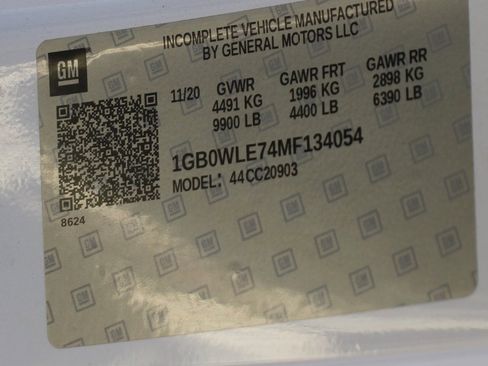 INCOMPLETE VEHICLE MANUFACTURED
BY GENERAL MOTORS LLC
GM
11/20 GVWR GAWR FRT GAWR RR
4491 KG 1996 KG 2898 KG
9900 LB 4400 LB 6390 LB
1GB0WLE74MF134054
MODEL: 44CC20903
8624